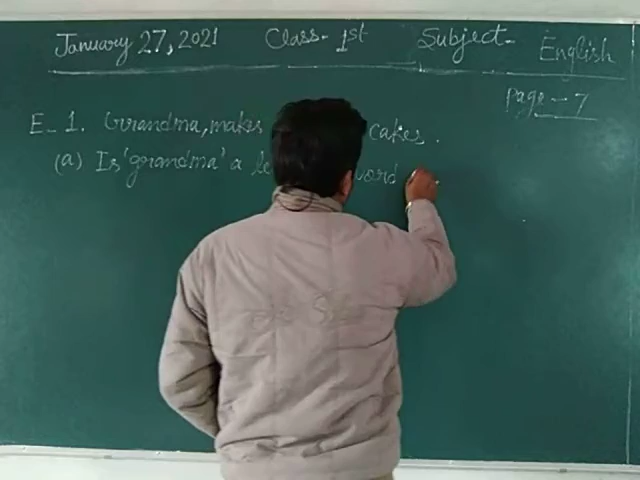 January 27, 2021 Class- 1st Subject- English
Page - 7
E- 1. Grandma, makes cakes.
(a) Is 'grandma' a word